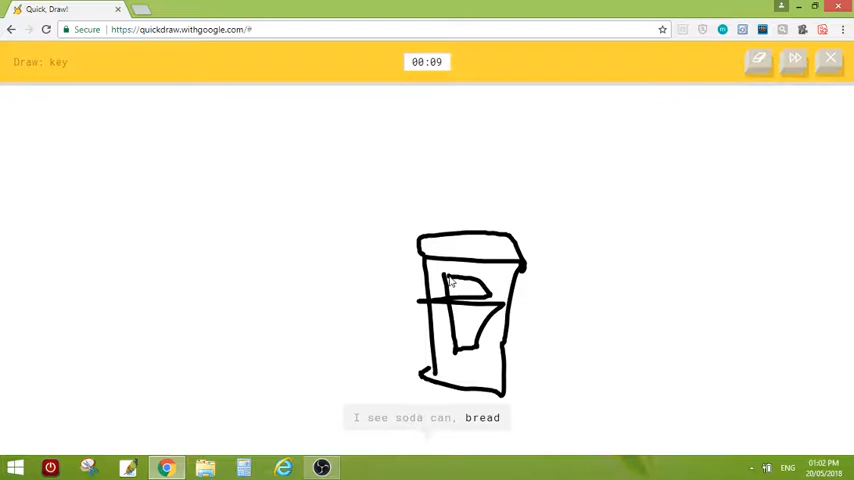 Quick, Draw!
Secure
https://quickdraw.withgoogle.com/#
Draw: key
00:09
I see soda can, bread
ENG
01:02 PM
20/05/2018